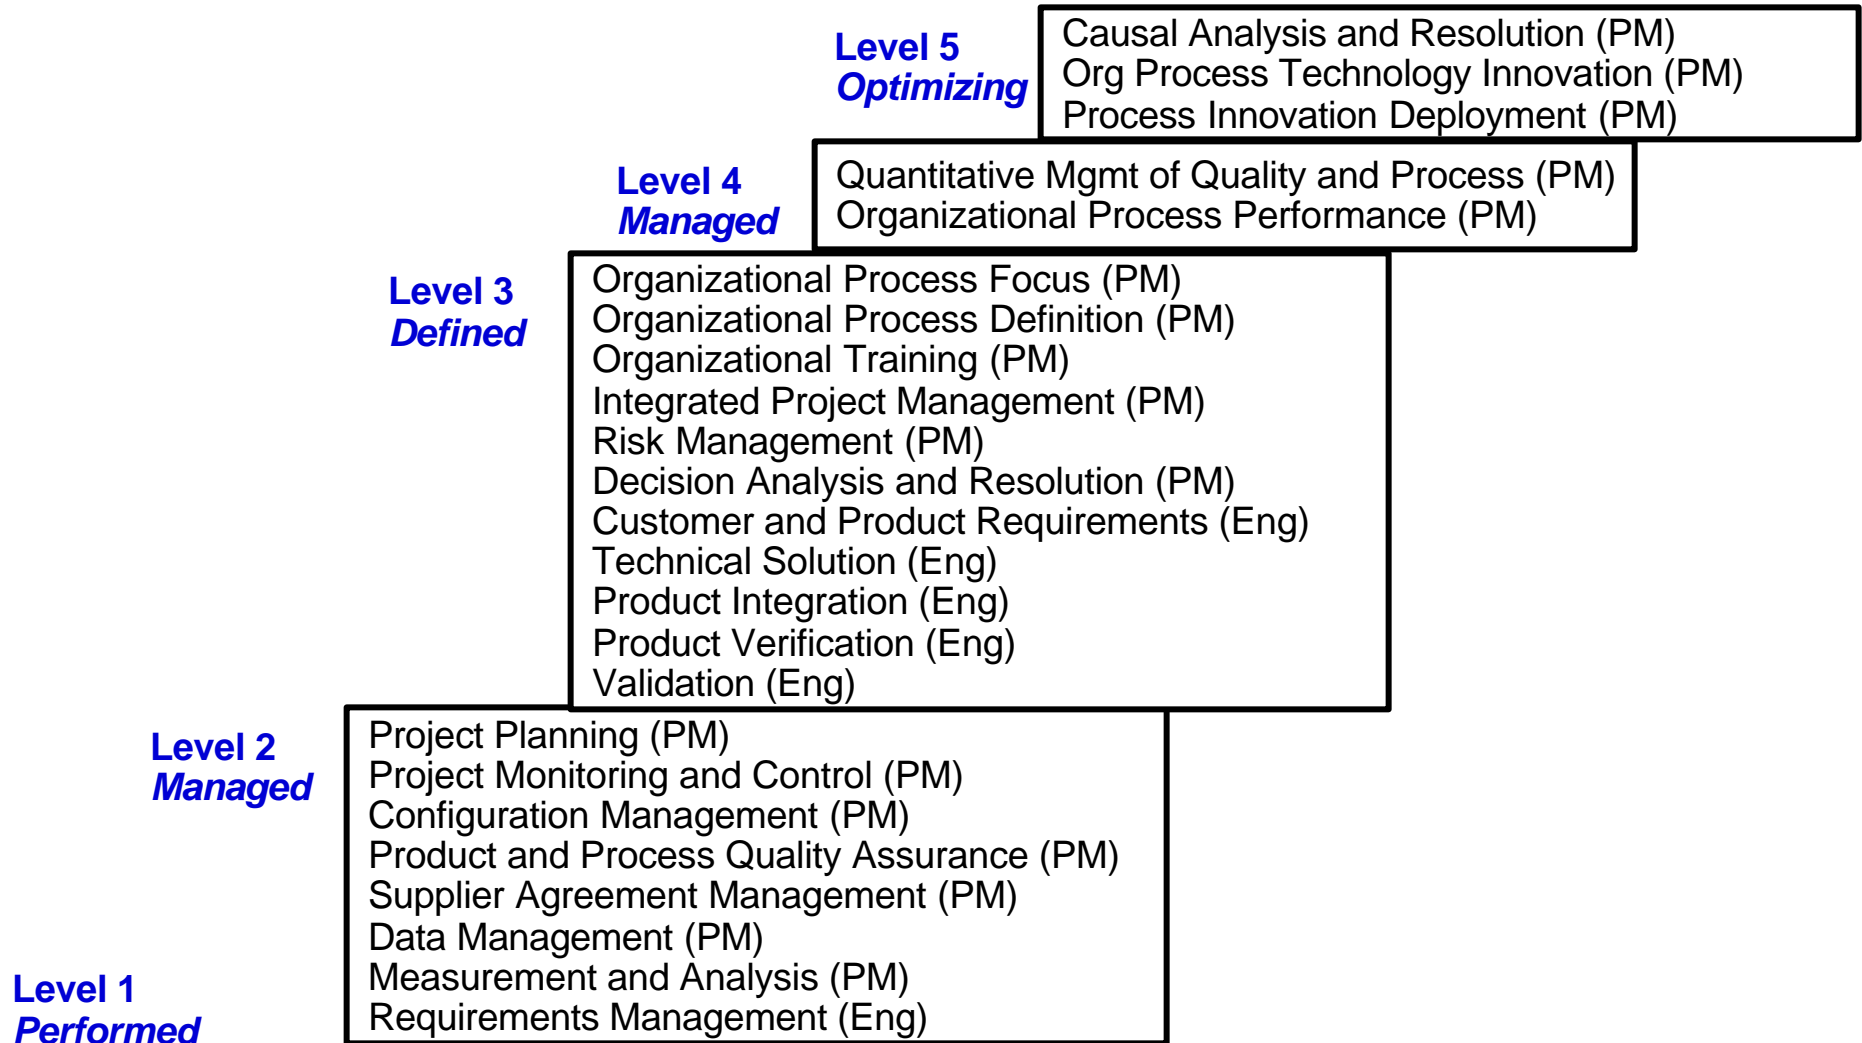 Level 5
Optimizing
Causal Analysis and Resolution (PM)
Org Process Technology Innovation (PM)
Process Innovation Deployment (PM)
Level 4
Managed
Quantitative Mgmt of Quality and Process (PM)
Organizational Process Performance (PM)
Level 3
Defined
Organizational Process Focus (PM)
Organizational Process Definition (PM)
Organizational Training (PM)
Integrated Project Management (PM)
Risk Management (PM)
Decision Analysis and Resolution (PM)
Customer and Product Requirements (Eng)
Technical Solution (Eng)
Product Integration (Eng)
Product Verification (Eng)
Validation (Eng)
Level 2
Managed
Project Planning (PM)
Project Monitoring and Control (PM)
Configuration Management (PM)
Product and Process Quality Assurance (PM)
Supplier Agreement Management (PM)
Data Management (PM)
Measurement and Analysis (PM)
Requirements Management (Eng)
Level 1
Performed